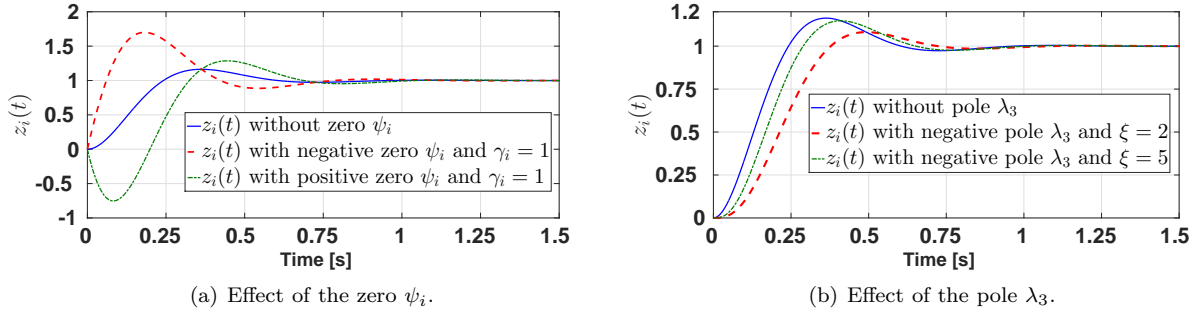 2
1.5
1
0.5
0
-0.5
-1
z_i(t)
z_i(t) without zero ψ_i
z_i(t) with negative zero ψ_i and γ_i = 1
z_i(t) with positive zero ψ_i and γ_i = 1
0 0.25 0.5 0.75 1 1.25 1.5
Time [s]
(a) Effect of the zero ψ_i.
1.2
1
0.75
0.5
0.25
0
z_i(t)
z_i(t) without pole λ_3
z_i(t) with negative pole λ_3 and ξ = 2
z_i(t) with negative pole λ_3 and ξ = 5
0 0.25 0.5 0.75 1 1.25 1.5
Time [s]
(b) Effect of the pole λ_3.